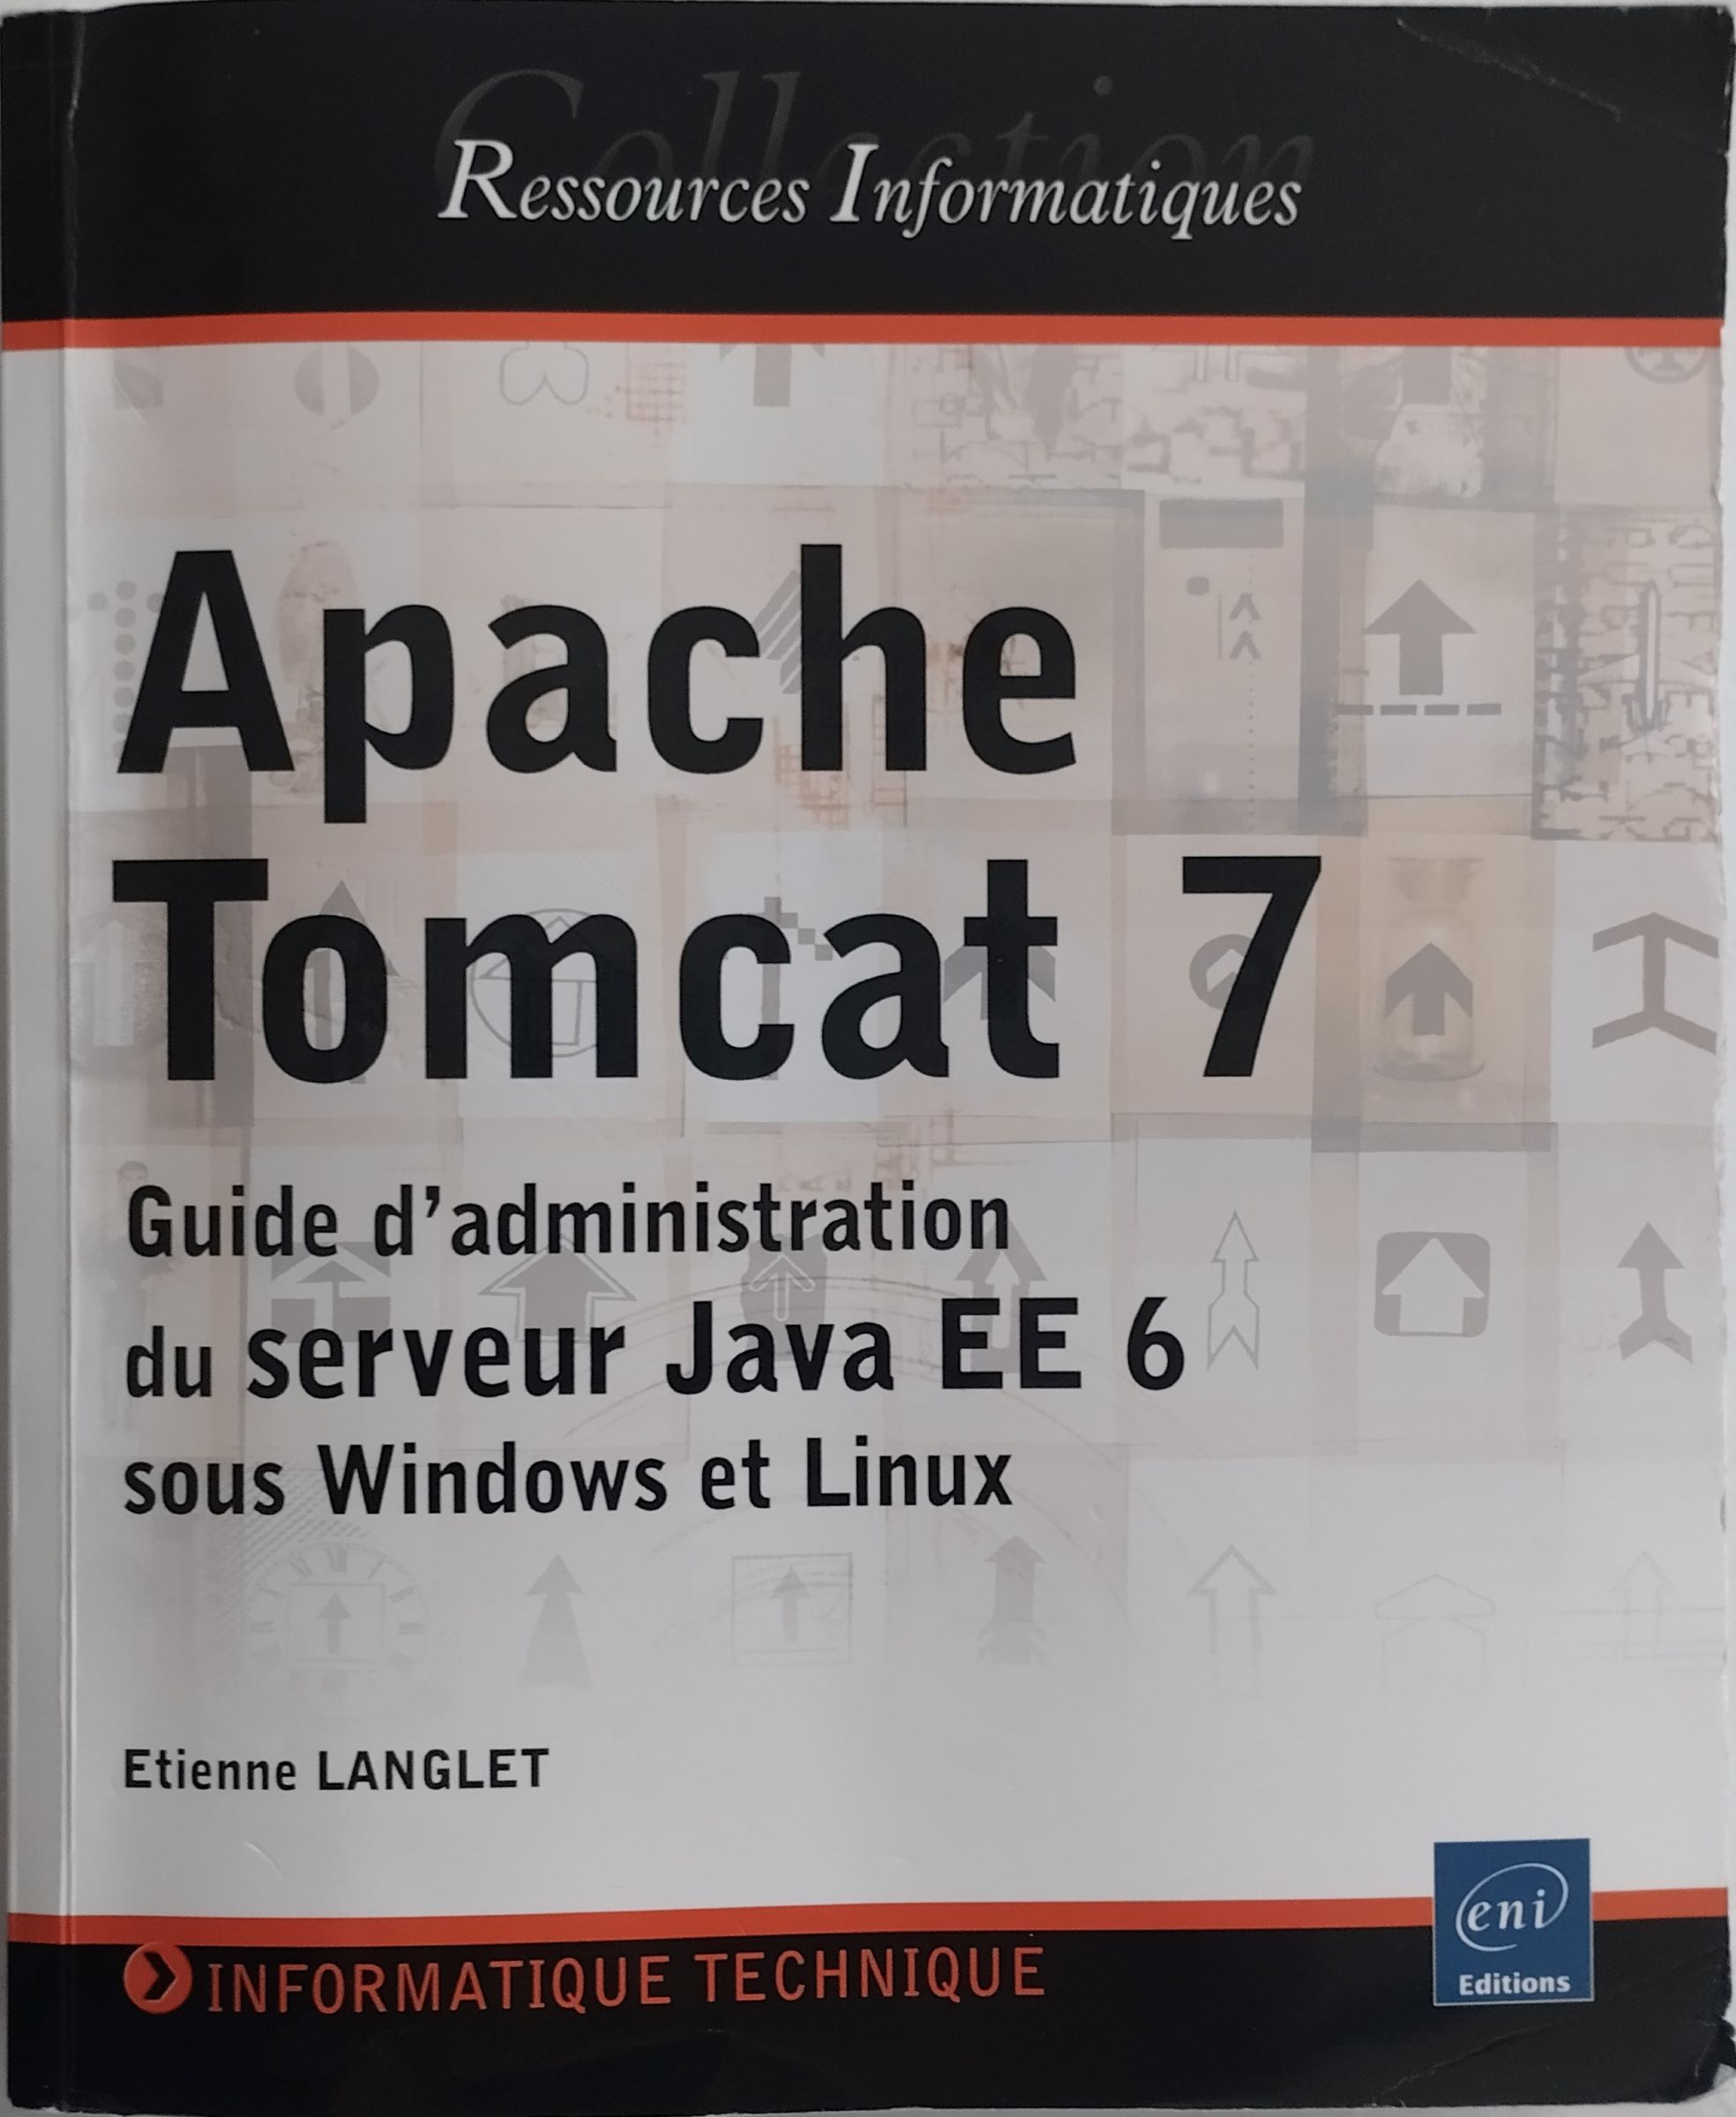 Collection
Ressources Informatiques
Apache
Tomcat 7
Guide d'administration
du serveur Java EE 6
sous Windows et Linux
Etienne LANGLET
eni
Editions
INFORMATIQUE TECHNIQUE